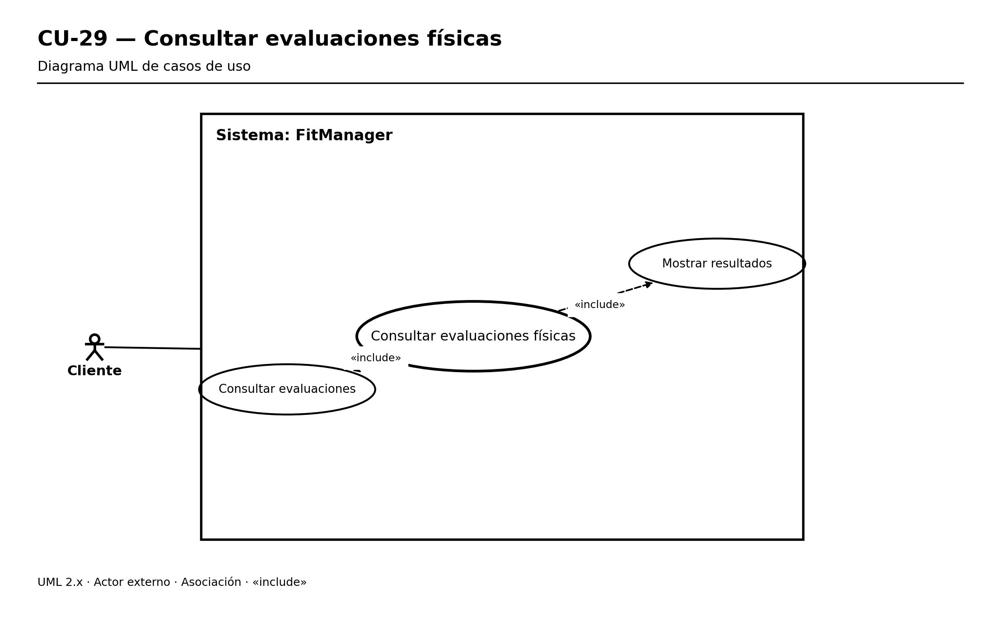 CU-29 — Consultar evaluaciones físicas
Diagrama UML de casos de uso
Sistema: FitManager
Mostrar resultados
«include»
Consultar evaluaciones físicas
«include»
Cliente
Consultar evaluaciones
UML 2.x · Actor externo · Asociación · «include»